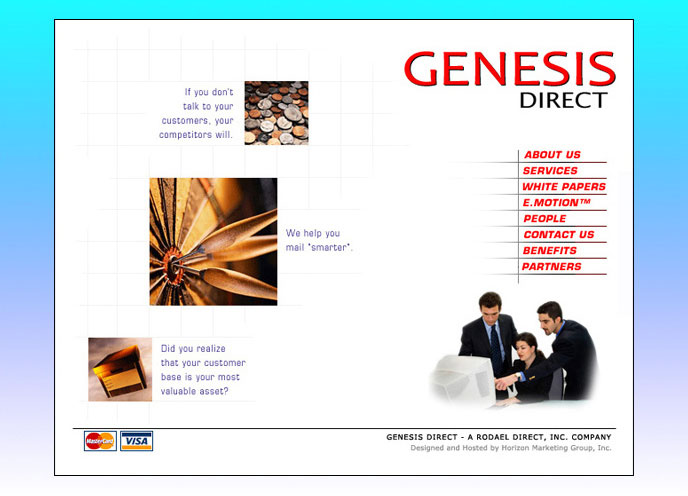 GENESIS
DIRECT
If you don't
talk to your
customers, your
competitors will.
We help you
mail "smarter".
Did you realize
that your customer
base is your most
valuable asset?
ABOUT US
SERVICES
WHITE PAPERS
E.MOTION™
PEOPLE
CONTACT US
BENEFITS
PARTNERS
MasterCard
VISA
GENESIS DIRECT - A RODAEL DIRECT, INC. COMPANY
Designed and Hosted by Horizon Marketing Group, Inc.